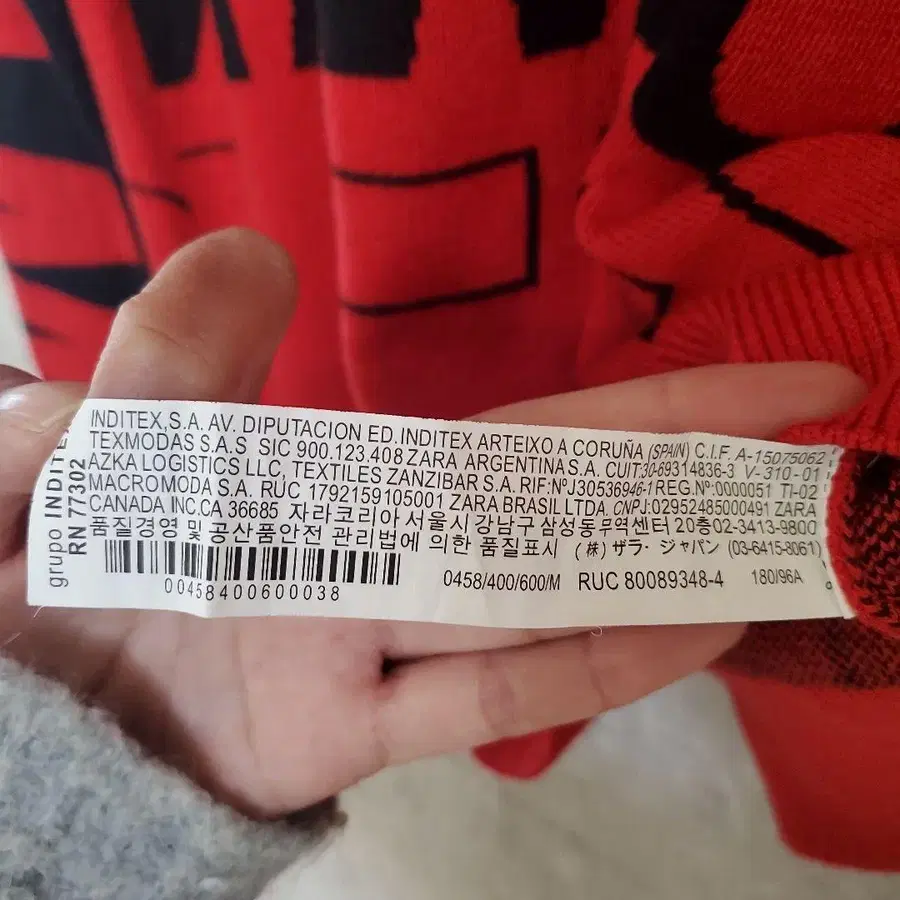 INDITEX,S.A. AV. DIPUTACION ED.INDITEX ARTEIXO A CORUÑA (SPAIN) C.I.F. A-15075062
TEXMODAS S.A.S SIC 900.123.408 ZARA ARGENTINA S.A. CUIT:30-69314836-3 V-310-01
AZKA LOGISTICS LLC, TEXTILES ZANZIBAR S.A. RIF:NºJ30536946-1 REG.Nº:0000051 TI-02
MACROMODA S.A. RUC 1792159105001 ZARA BRASIL LTDA. CNPJ:02952485000491 ZARA
CANADA INC.CA 36685 자라코리아 서울시 강남구 삼성동무역센터 20층02-3413-9800
품질경영 및 공산품안전 관리법에 의한 품질표시 (株) ザラ・ジャパン (03-6415-8061)
00458400600038
0458/400/600/M RUC 80089348-4 180/96A
grupo INDITEX
RN 77302